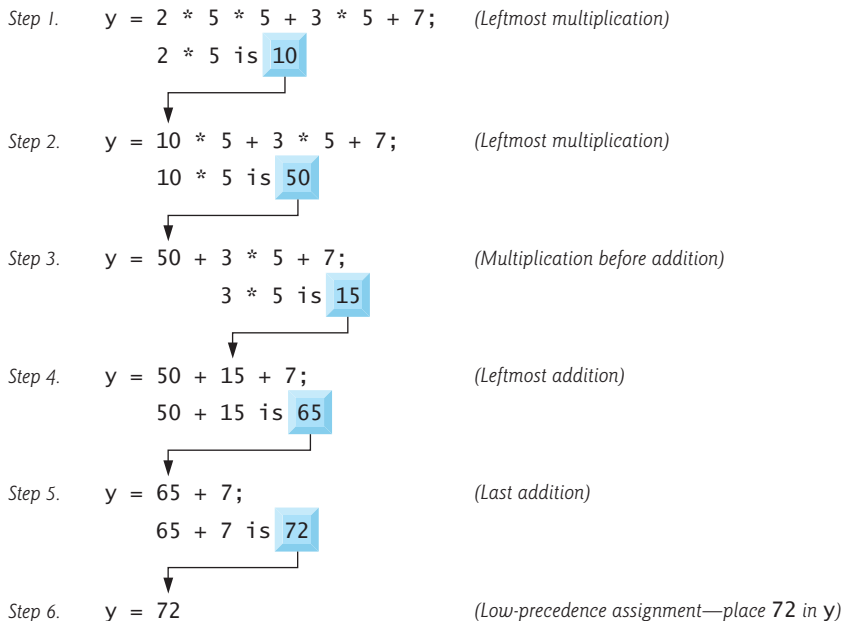 Step 1. y = 2 * 5 * 5 + 3 * 5 + 7; (Leftmost multiplication)
2 * 5 is 10
Step 2. y = 10 * 5 + 3 * 5 + 7; (Leftmost multiplication)
10 * 5 is 50
Step 3. y = 50 + 3 * 5 + 7; (Multiplication before addition)
3 * 5 is 15
Step 4. y = 50 + 15 + 7; (Leftmost addition)
50 + 15 is 65
Step 5. y = 65 + 7; (Last addition)
65 + 7 is 72
Step 6. y = 72 (Low-precedence assignment—place 72 in y)